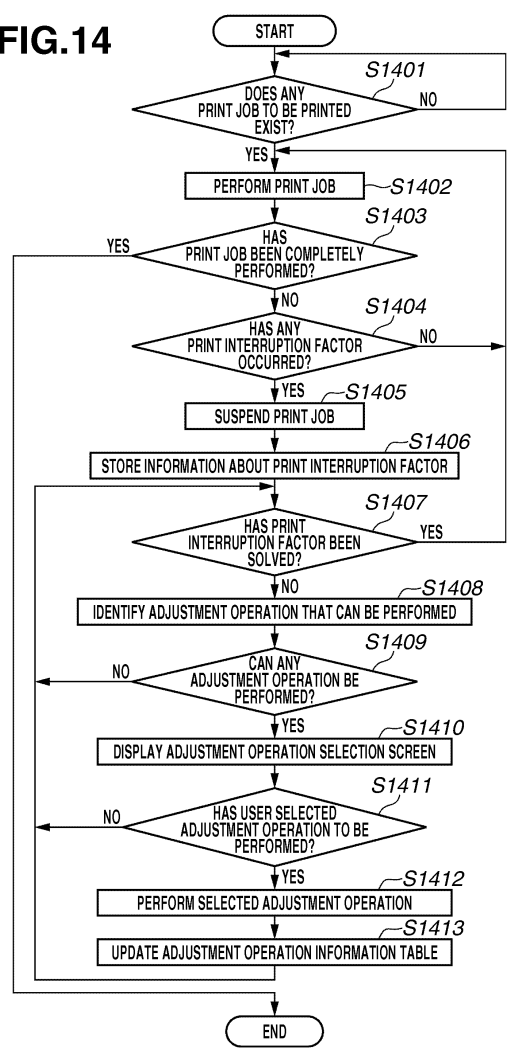 FIG.14
START
S1401
DOES ANY
PRINT JOB TO BE PRINTED
EXIST?
NO
YES
PERFORM PRINT JOB
S1402
S1403
YES
HAS
PRINT JOB BEEN COMPLETELY
PERFORMED?
NO
S1404
HAS ANY
PRINT INTERRUPTION FACTOR
OCCURRED?
NO
YES
S1405
SUSPEND PRINT JOB
S1406
STORE INFORMATION ABOUT PRINT INTERRUPTION FACTOR
S1407
HAS PRINT
INTERRUPTION FACTOR BEEN
SOLVED?
YES
NO
S1408
IDENTIFY ADJUSTMENT OPERATION THAT CAN BE PERFORMED
S1409
NO
CAN ANY
ADJUSTMENT OPERATION BE
PERFORMED?
YES
S1410
DISPLAY ADJUSTMENT OPERATION SELECTION SCREEN
S1411
NO
HAS USER SELECTED
ADJUSTMENT OPERATION TO BE
PERFORMED?
YES
S1412
PERFORM SELECTED ADJUSTMENT OPERATION
S1413
UPDATE ADJUSTMENT OPERATION INFORMATION TABLE
END